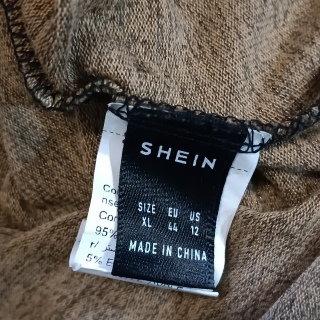 SHEIN
SIZE EU US
XL 44 12
MADE IN CHINA
95%
5% E